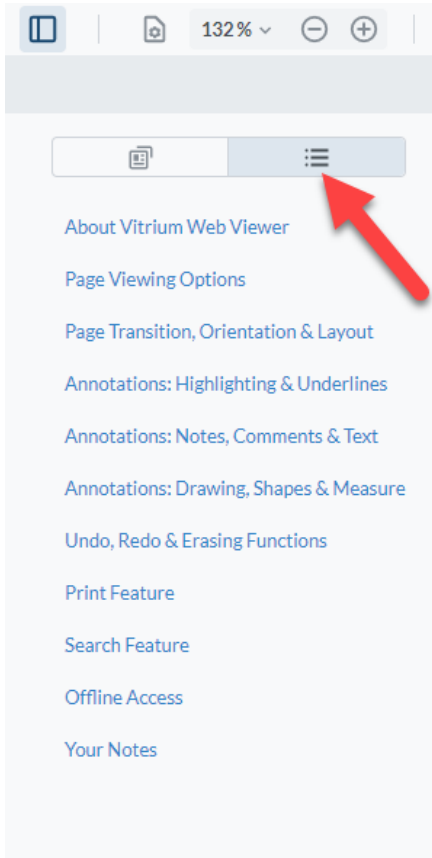 132%
About Vitrium Web Viewer
Page Viewing Options
Page Transition, Orientation & Layout
Annotations: Highlighting & Underlines
Annotations: Notes, Comments & Text
Annotations: Drawing, Shapes & Measure
Undo, Redo & Erasing Functions
Print Feature
Search Feature
Offline Access
Your Notes